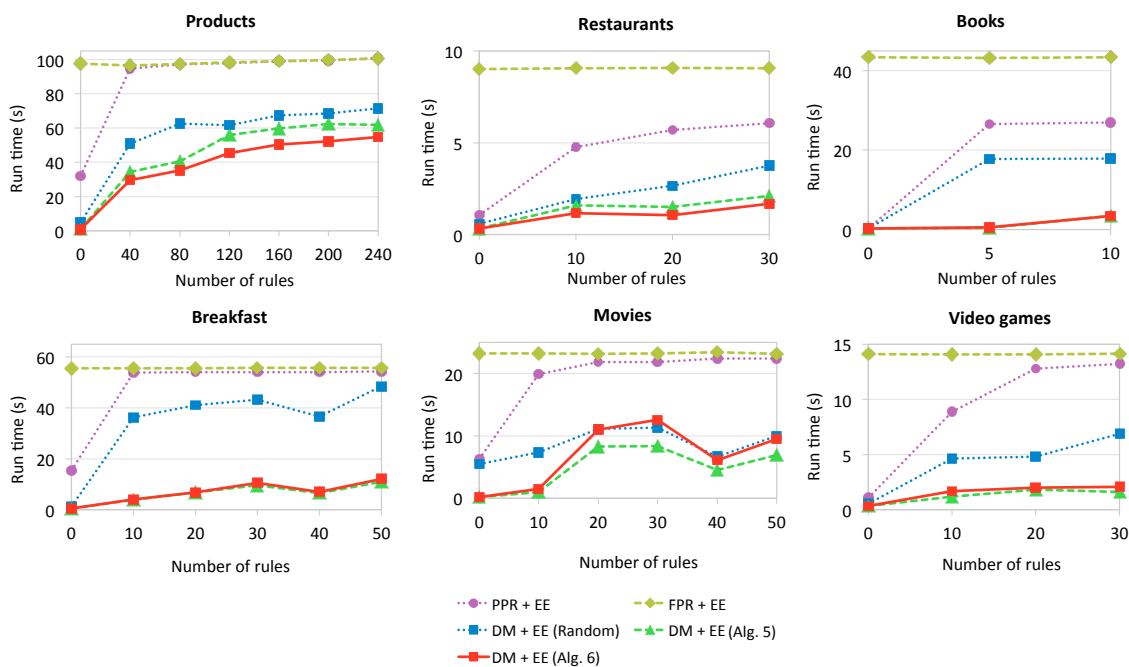 Products
Run time (s)
100
80
60
40
20
0
0 40 80 120 160 200 240
Number of rules
Restaurants
Run time (s)
10
5
0
0 10 20 30
Number of rules
Books
Run time (s)
40
20
0
0 5 10
Number of rules
Breakfast
Run time (s)
60
40
20
0
0 10 20 30 40 50
Number of rules
Movies
Run time (s)
20
10
0
0 10 20 30 40 50
Number of rules
Video games
Run time (s)
15
10
5
0
0 10 20 30
Number of rules
PPR + EE
FPR + EE
DM + EE (Random)
DM + EE (Alg. 5)
DM + EE (Alg. 6)